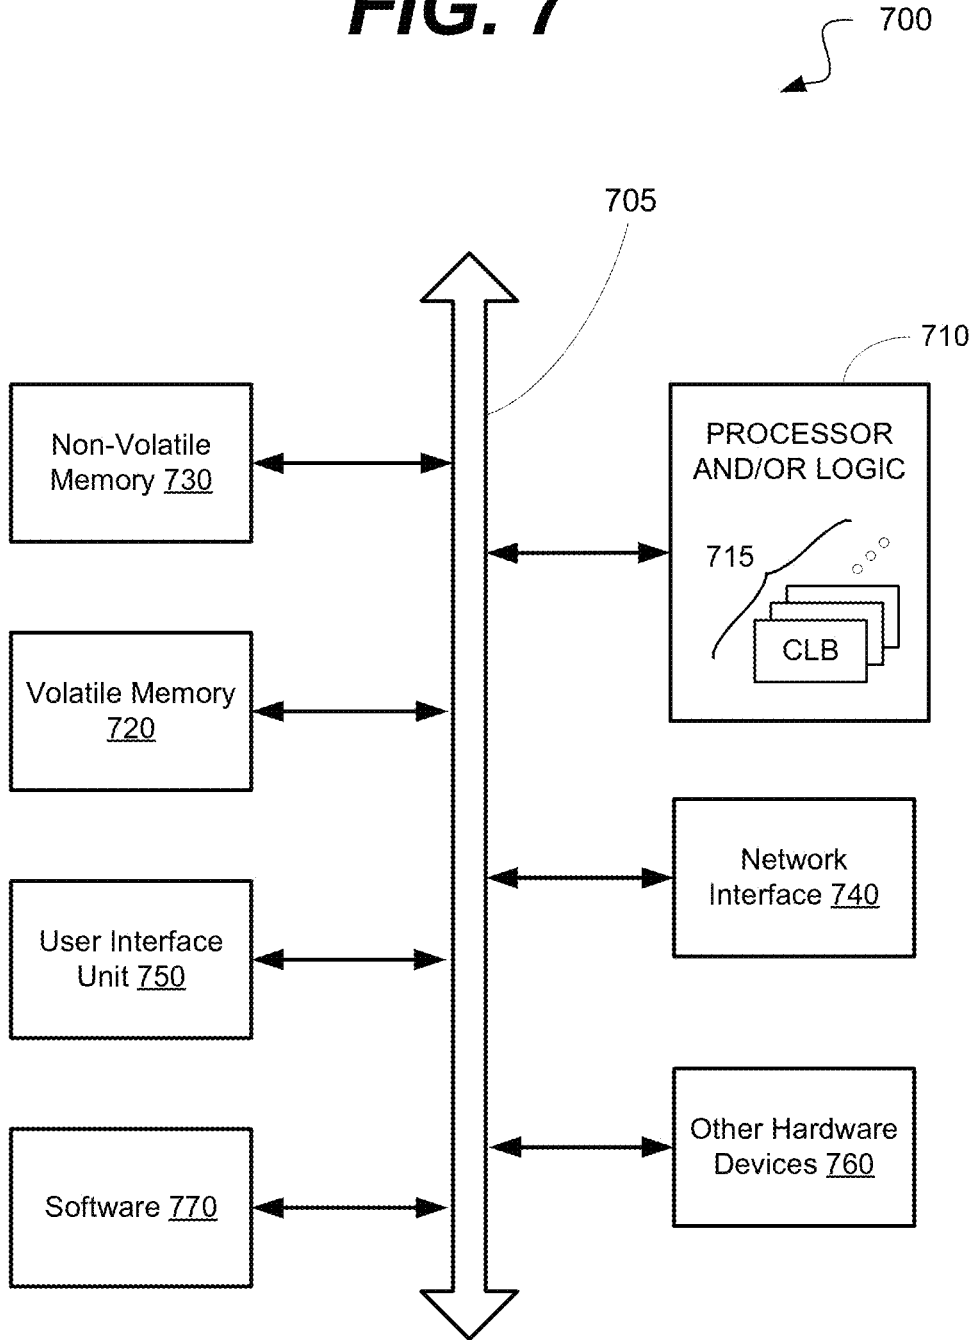 FIG. 7
700
705
710
Non-Volatile
Memory 730
PROCESSOR
AND/OR LOGIC
715
CLB
Volatile Memory
720
Network
Interface 740
User Interface
Unit 750
Other Hardware
Devices 760
Software 770